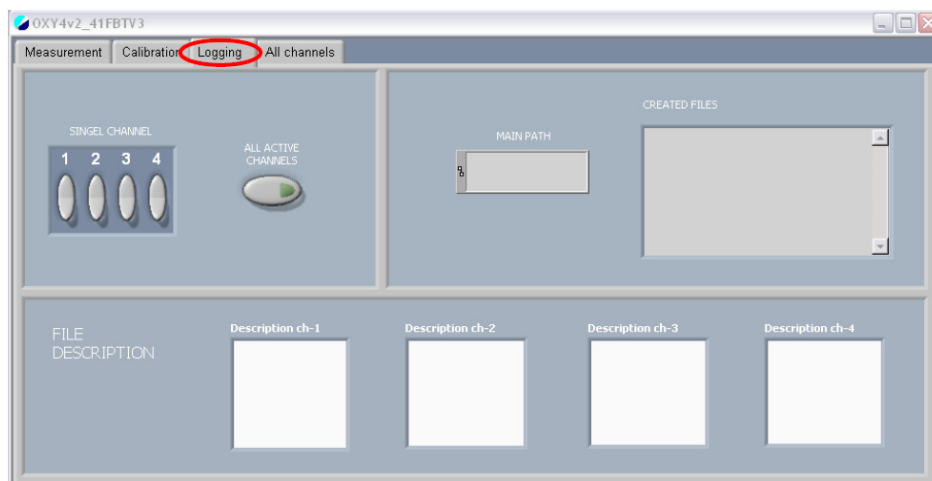 OXY4v2_41FBTV3
Measurement Calibration Logging All channels
SINGEL CHANNEL
1 2 3 4
ALL ACTIVE
CHANNELS
MAIN PATH
CREATED FILES
FILE
DESCRIPTION
Description ch-1
Description ch-2
Description ch-3
Description ch-4